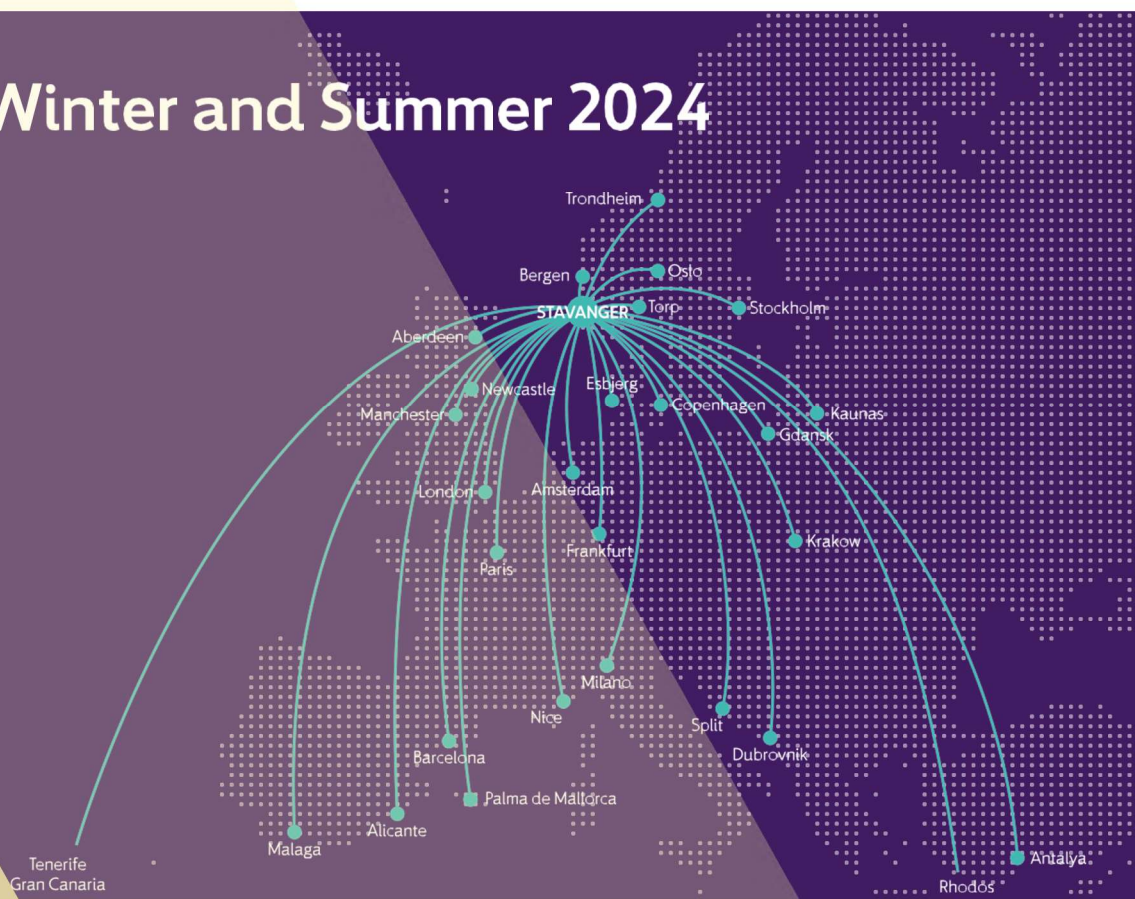 Winter and Summer 2024
Trondheim
Bergen
Oslo
STAVANGER
Torp
Stockholm
Aberdeen
Newcastle
Esbjerg
Copenhagen
Manchester
Kaunas
Gdansk
London
Amsterdam
Krakow
Frankfurt
Paris
Milano
Nice
Split
Barcelona
Dubrovnik
Palma de Mallorca
Alicante
Malaga
Tenerife
Gran Canaria
Antalya
Rhodos